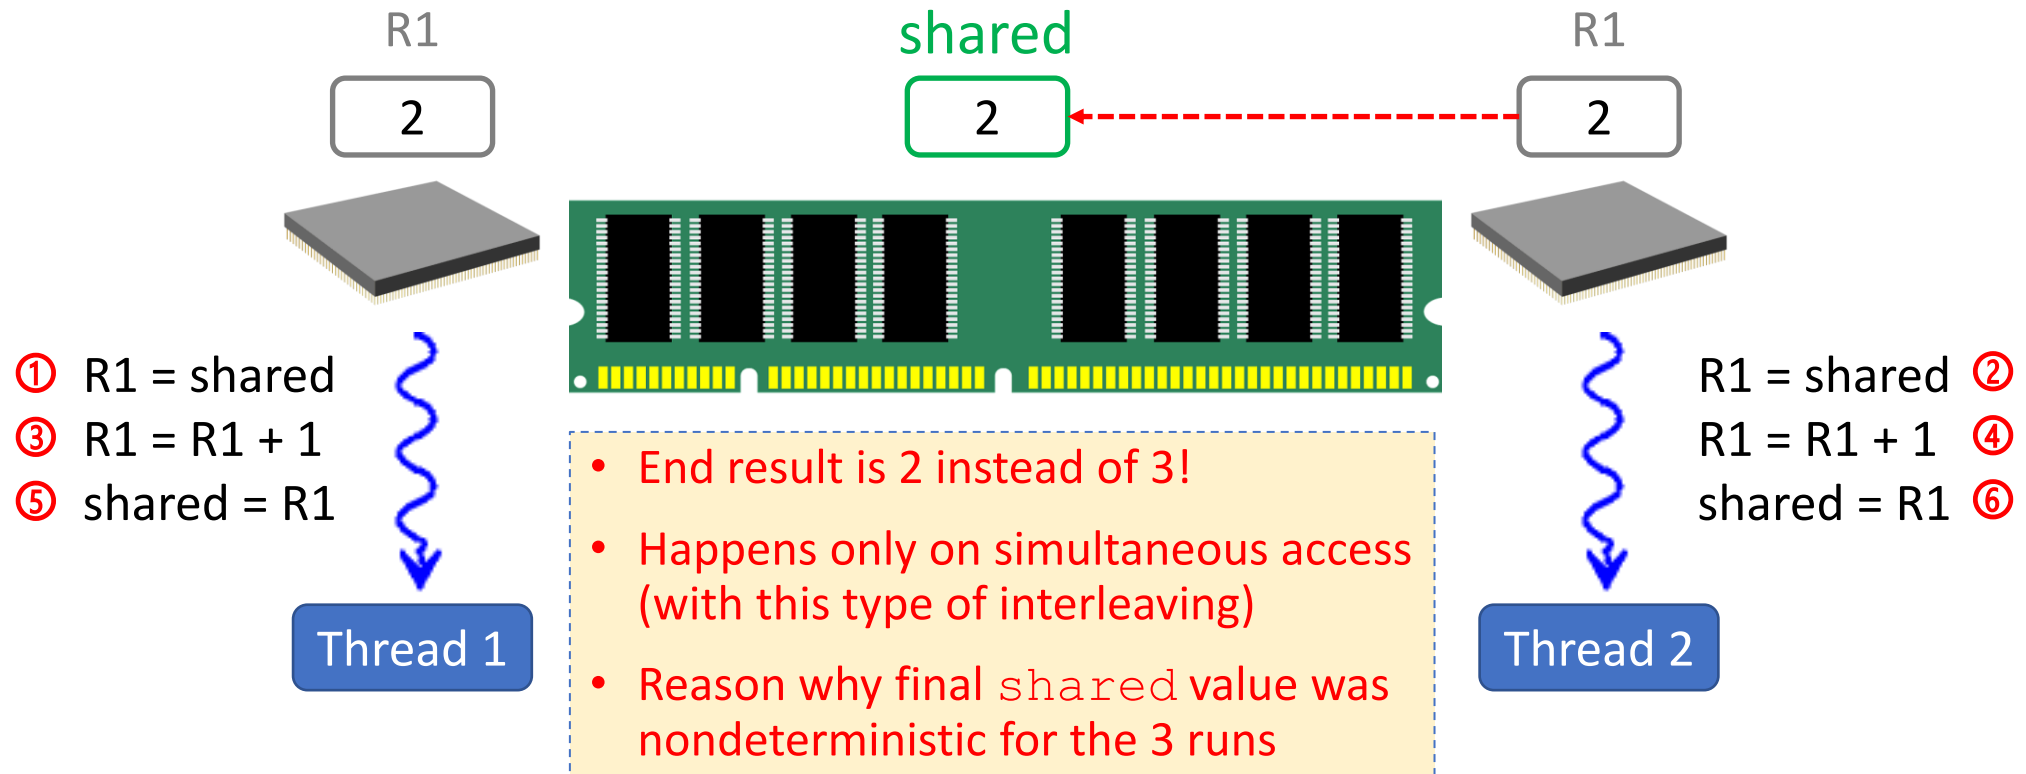 R1
shared
R1
2
2
2
① R1 = shared
③ R1 = R1 + 1
⑤ shared = R1
R1 = shared ②
R1 = R1 + 1 ④
shared = R1 ⑥
• End result is 2 instead of 3!
• Happens only on simultaneous access
(with this type of interleaving)
• Reason why final shared value was
nondeterministic for the 3 runs
Thread 1
Thread 2